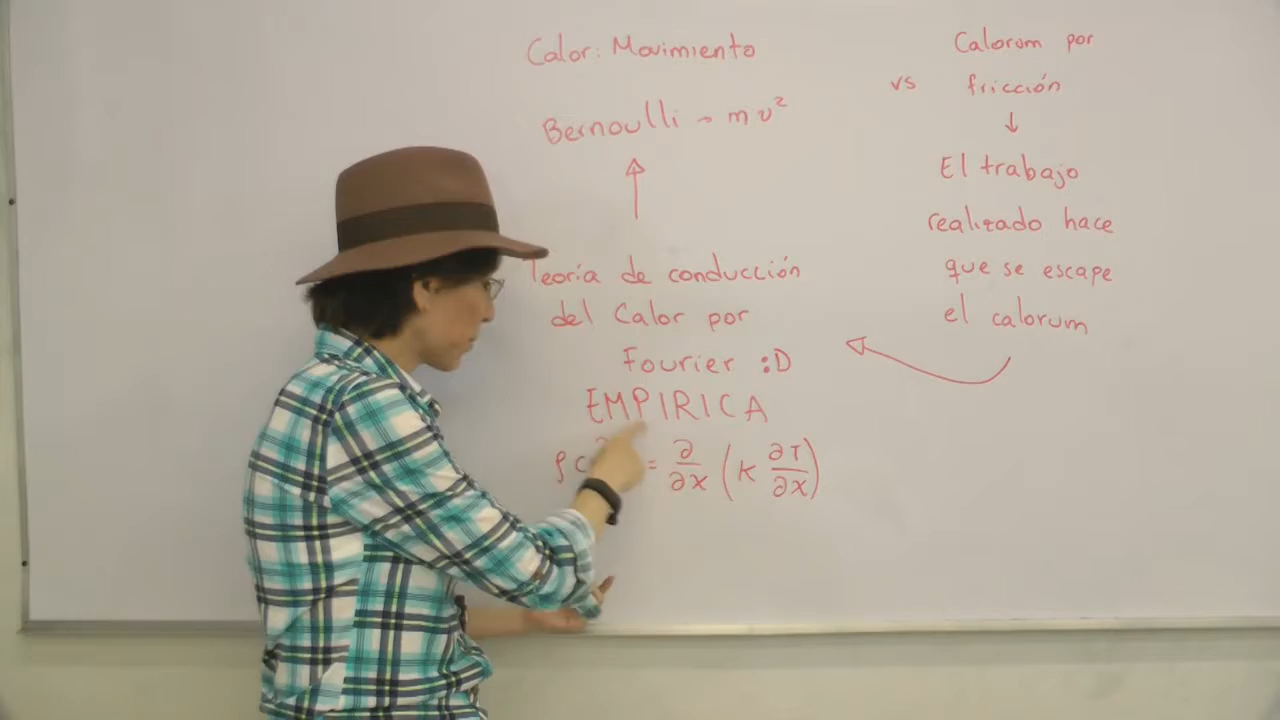 Calor: Movimiento
Bernoulli ~ mv²
↑
Teoría de conducción
del Calor por
Fourier :D
EMPIRICA
ρc = ∂/∂x (K ∂T/∂x)
vs
Calorum por
fricción
↓
El trabajo
realizado hace
que se escape
el calorum